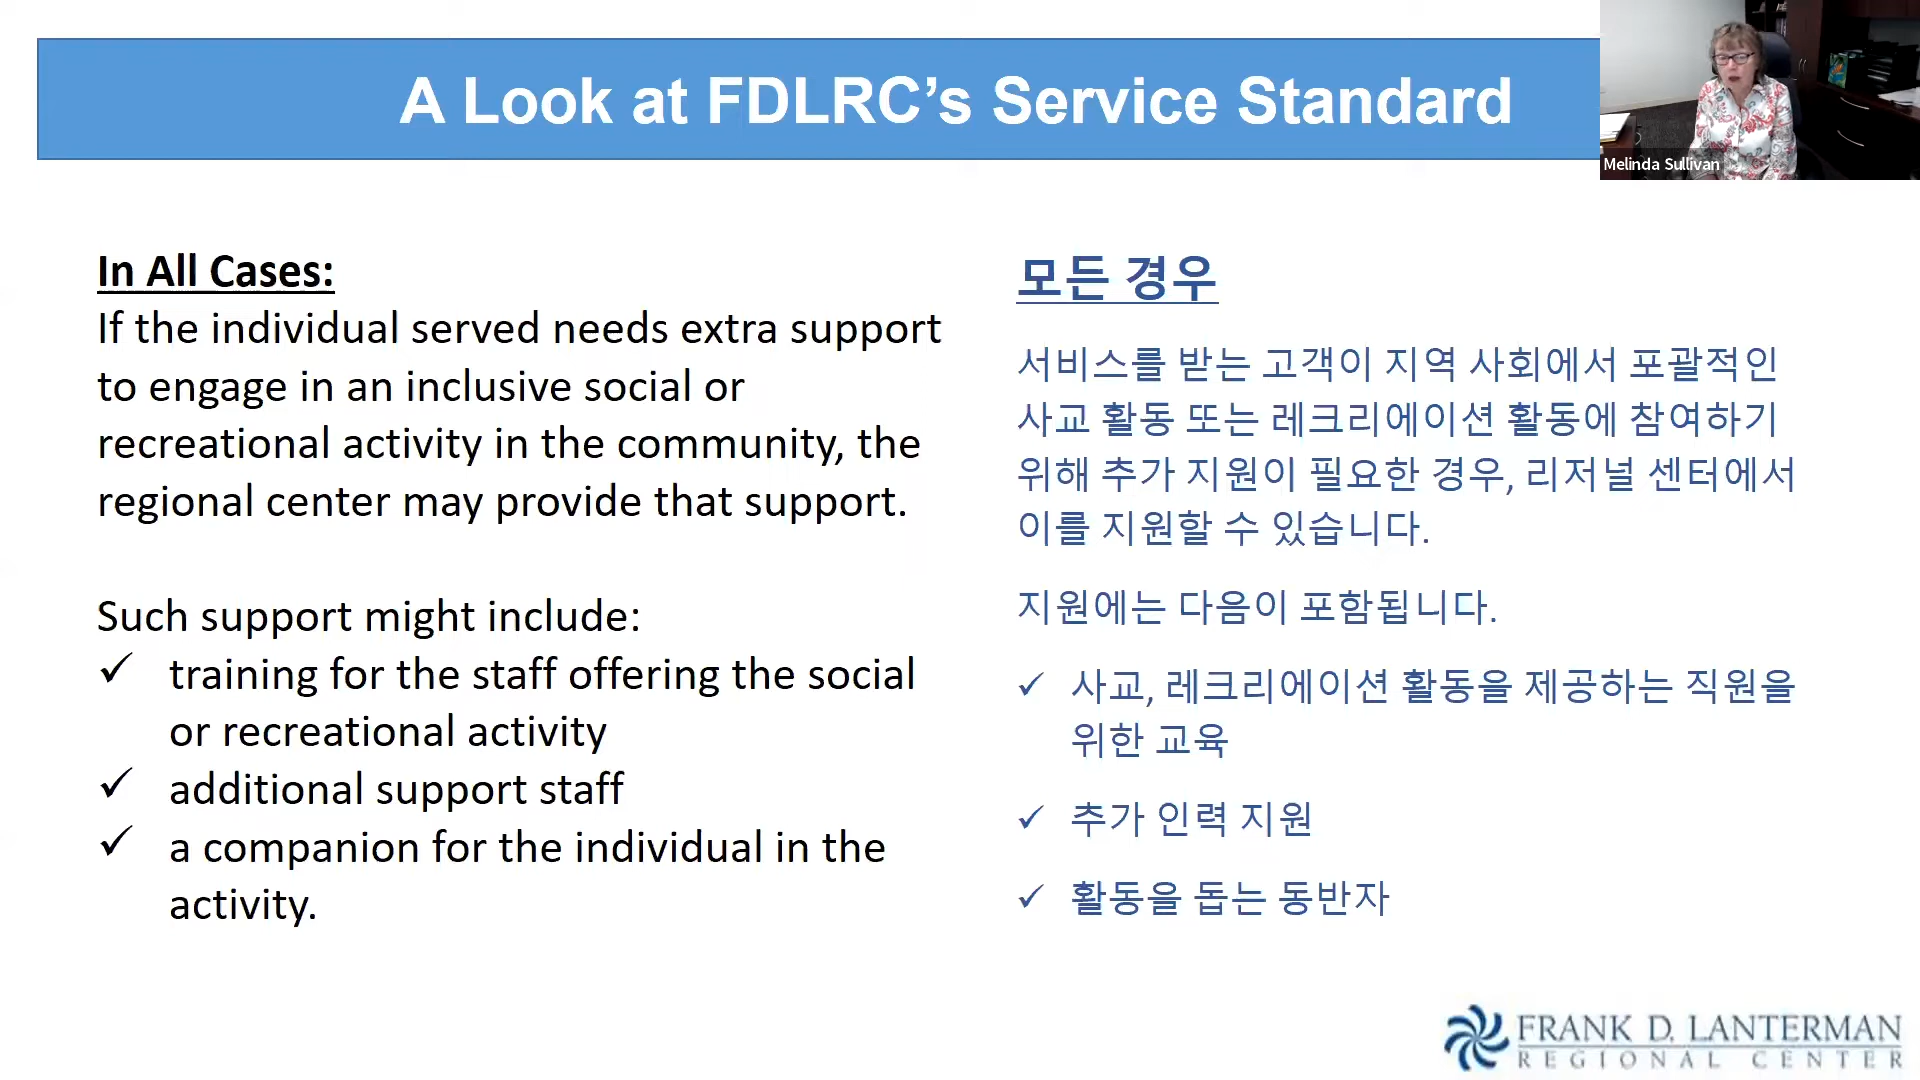 A Look at FDLRC’s Service Standard
Melinda Sullivan
In All Cases:
If the individual served needs extra support
to engage in an inclusive social or
recreational activity in the community, the
regional center may provide that support.
Such support might include:
✓ training for the staff offering the social
or recreational activity
✓ additional support staff
✓ a companion for the individual in the
activity.
모든 경우
서비스를 받는 고객이 지역 사회에서 포괄적인
사교 활동 또는 레크리에이션 활동에 참여하기
위해 추가 지원이 필요한 경우, 리저널 센터에서
이를 지원할 수 있습니다.
지원에는 다음이 포함됩니다.
✓ 사교, 레크리에이션 활동을 제공하는 직원을
위한 교육
✓ 추가 인력 지원
✓ 활동을 돕는 동반자
FRANK D. LANTERMAN
REGIONAL CENTER